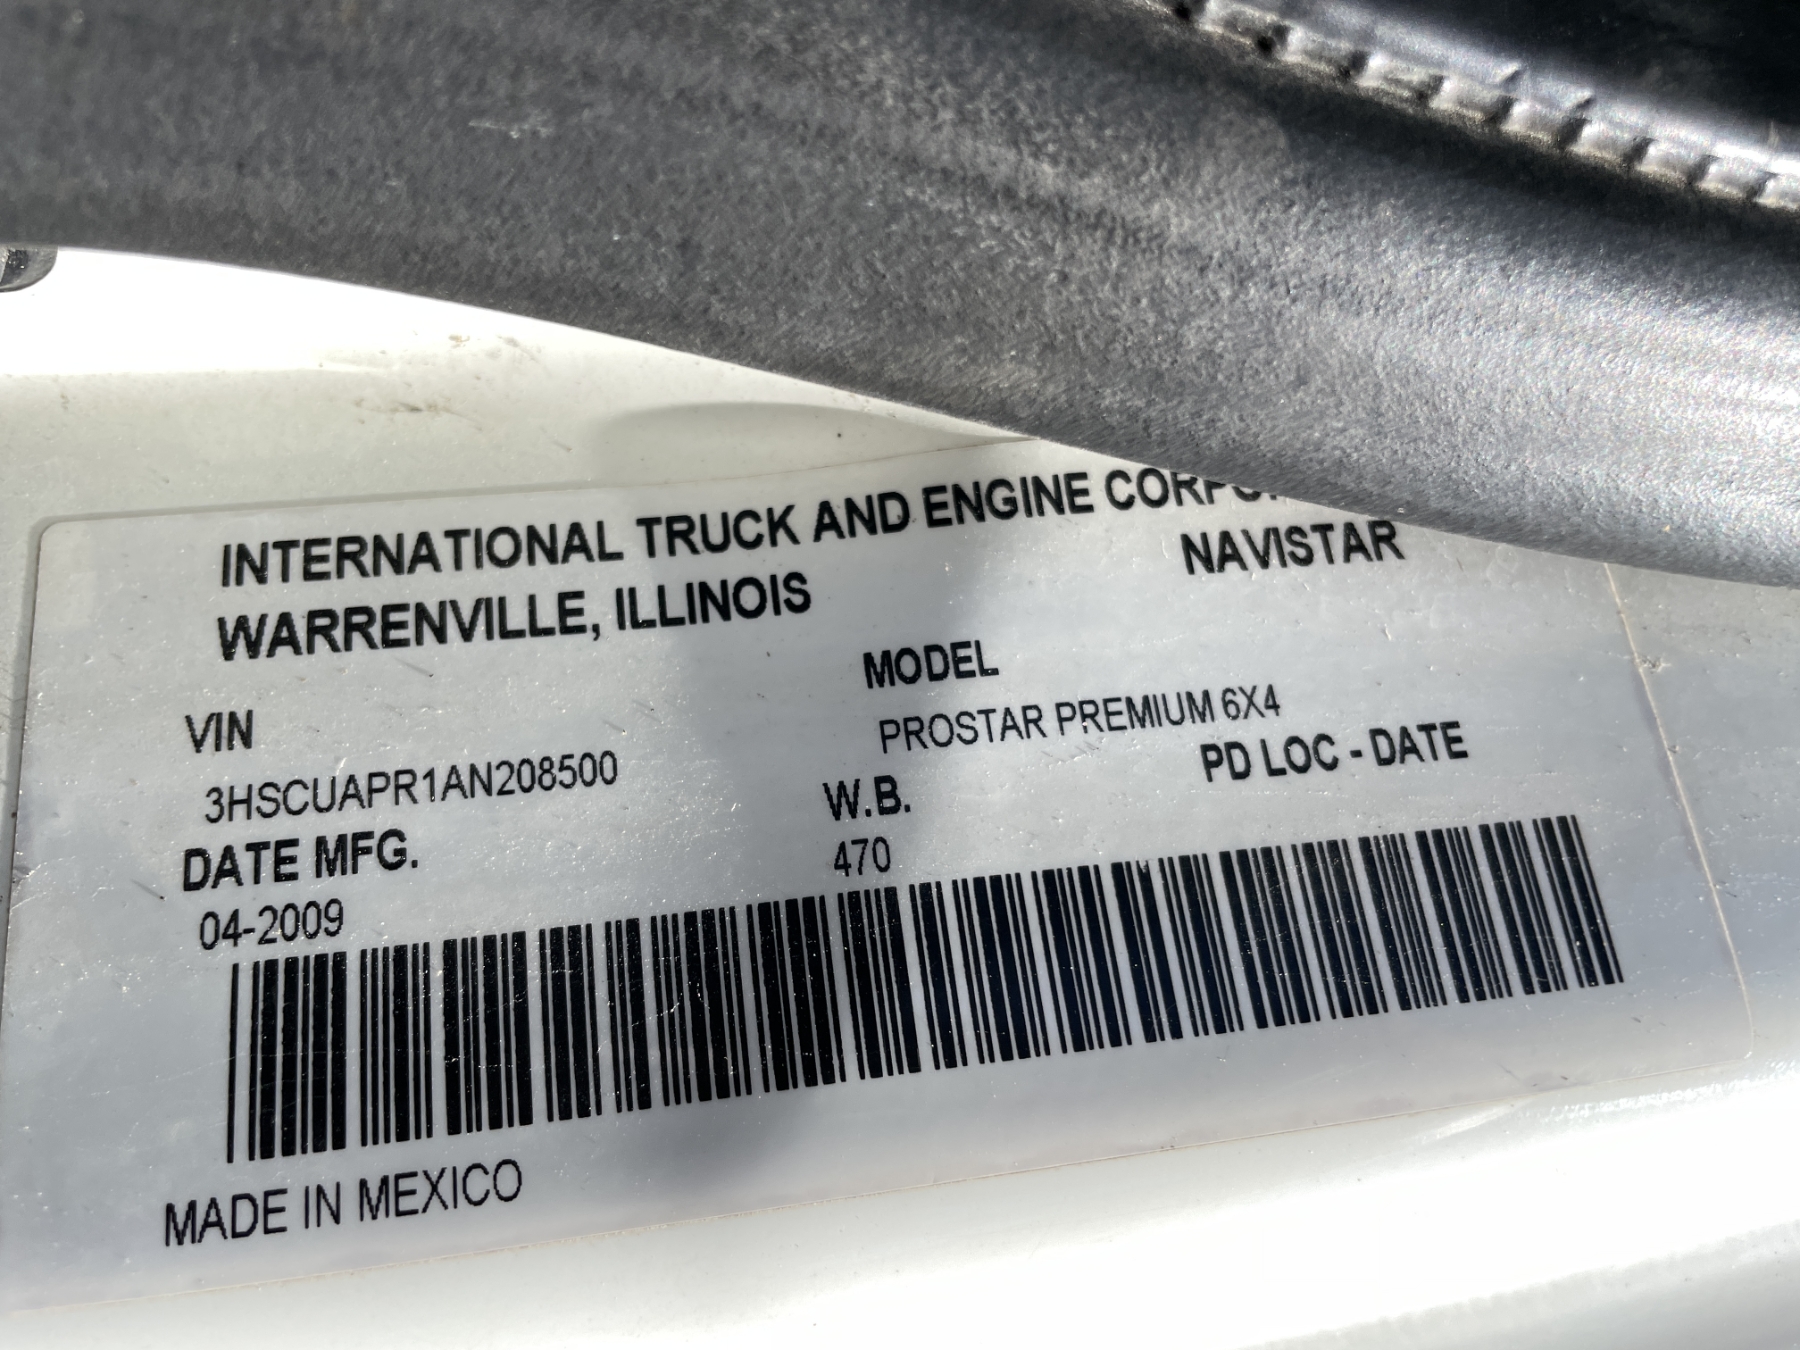 INTERNATIONAL TRUCK AND ENGINE
WARRENVILLE, ILLINOIS
NAVISTAR
VIN
3HSCUAPR1AN208500
MODEL
PROSTAR PREMIUM 6X4
DATE MFG.
04-2009
W.B.
470
PD LOC - DATE
MADE IN MEXICO